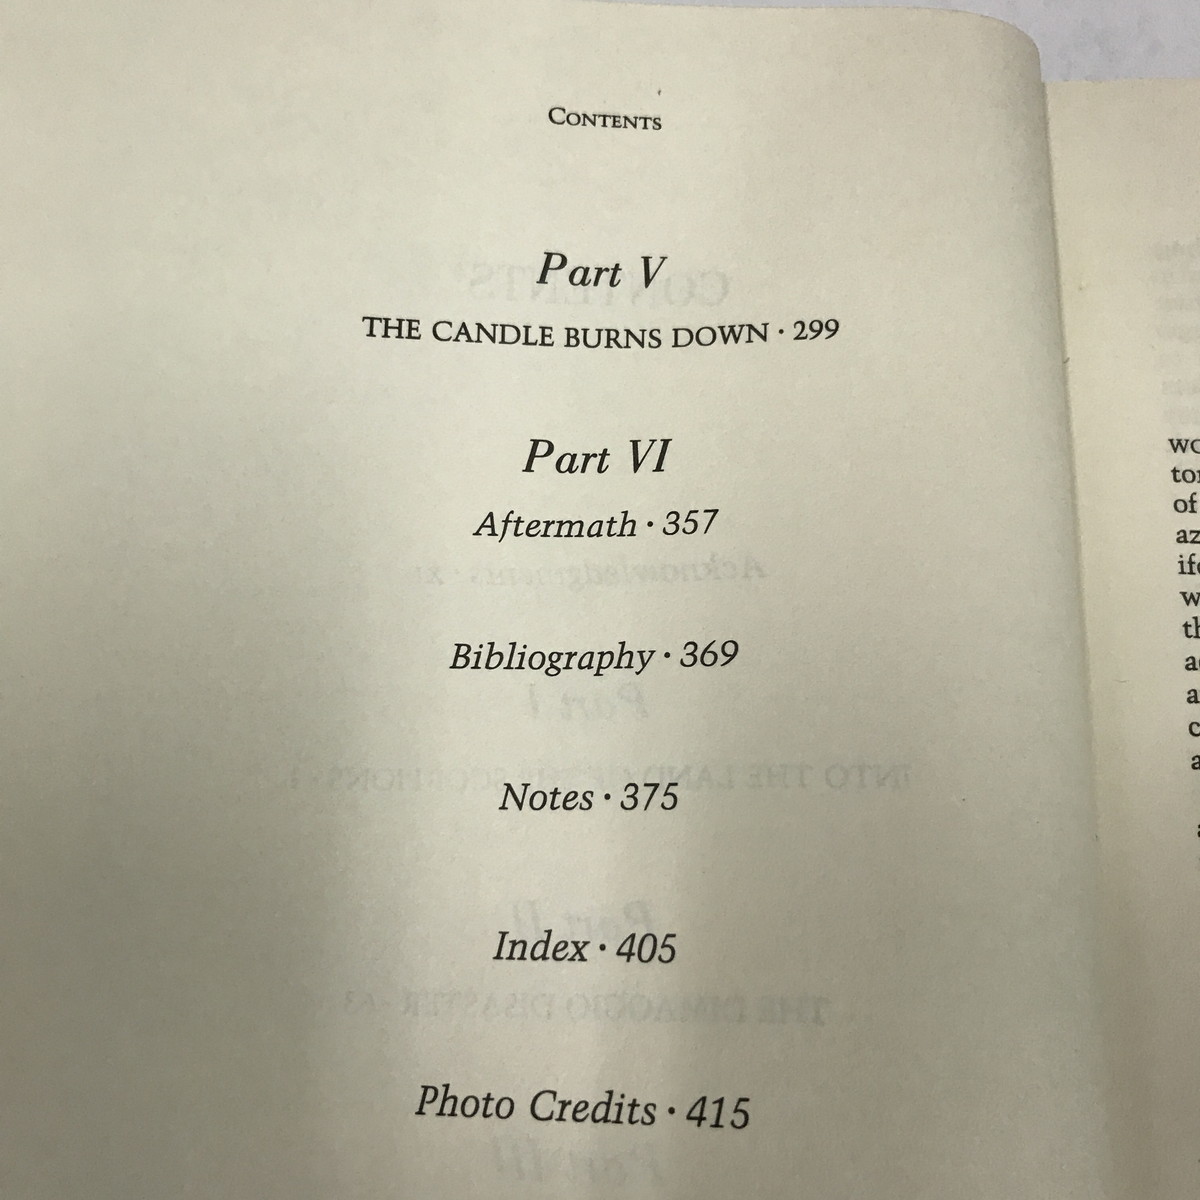 CONTENTS
Part V
THE CANDLE BURNS DOWN · 299
Part VI
Aftermath · 357
Bibliography · 369
Notes · 375
Index · 405
Photo Credits · 415
of